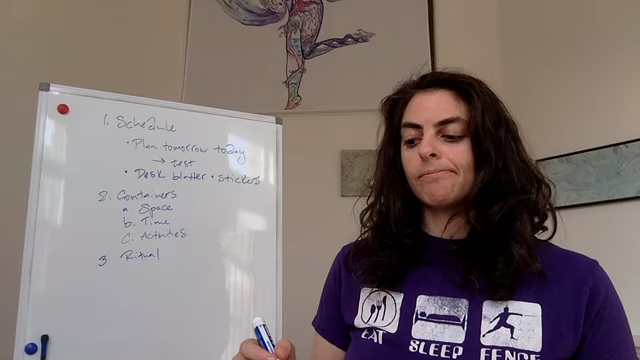 1. Schedule
• Plan tomorrow today
→ test
• Desk blotter + stickers
2. Containers
a. Space
b. Time
c. Activities
3 Ritual
EAT
SLEEP
FENCE